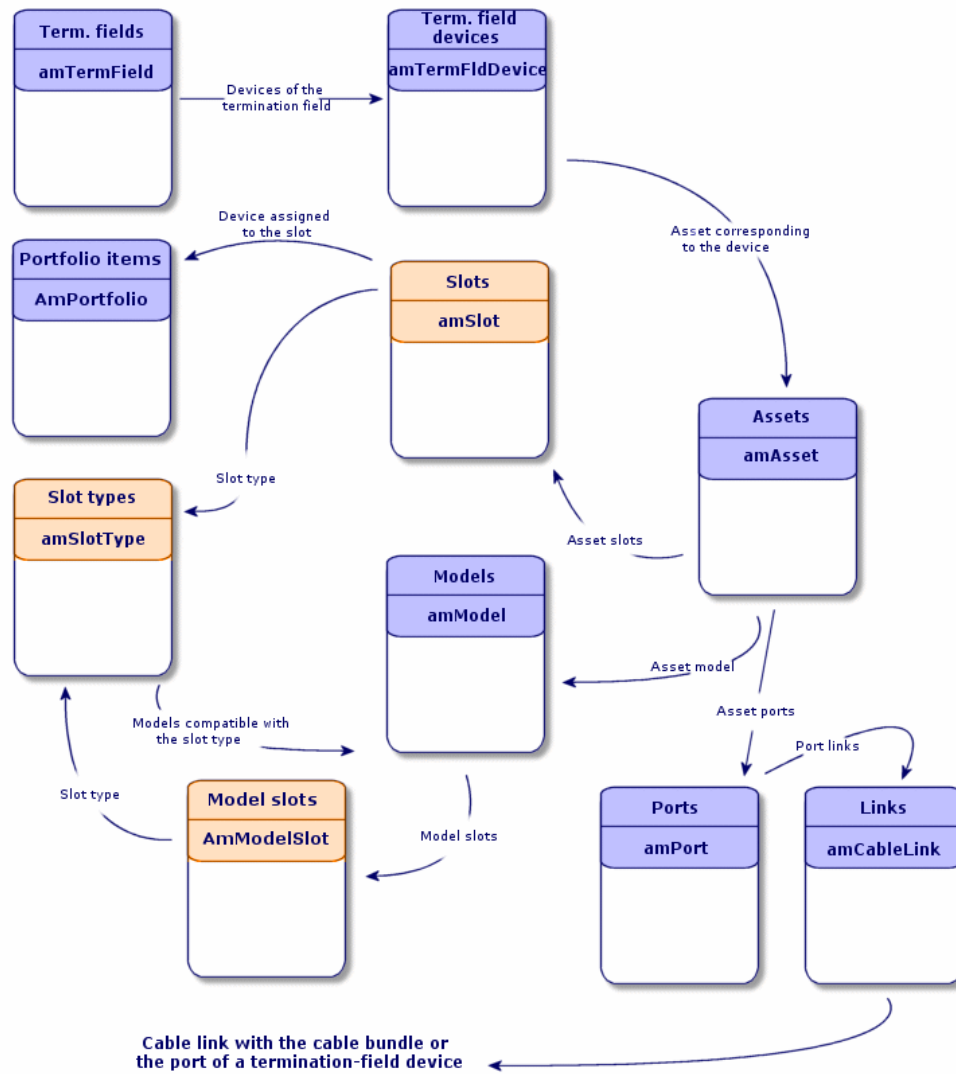 Term. fields
amTermField
Term. field
devices
amTermFldDevice
Devices of the
termination field
Device assigned
to the slot
Asset corresponding
to the device
Portfolio items
AmPortfolio
Slots
amSlot
Assets
amAsset
Slot type
Slot types
amSlotType
Asset slots
Models
amModel
Asset model
Asset ports
Models compatible with
the slot type
Port links
Slot type
Model slots
AmModelSlot
Model slots
Ports
amPort
Links
amCableLink
Cable link with the cable bundle or
the port of a termination-field device